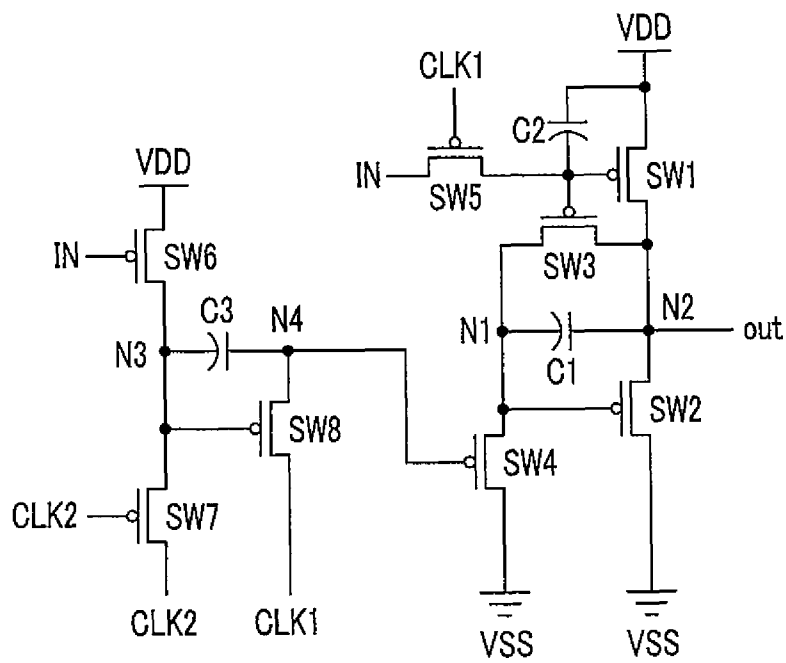 VDD
CLK1
C2
VDD
IN
SW5
SW1
IN
SW6
SW3
C3
N4
N1
N2
out
N3
C1
SW8
SW2
SW4
CLK2
SW7
CLK2
CLK1
VSS
VSS